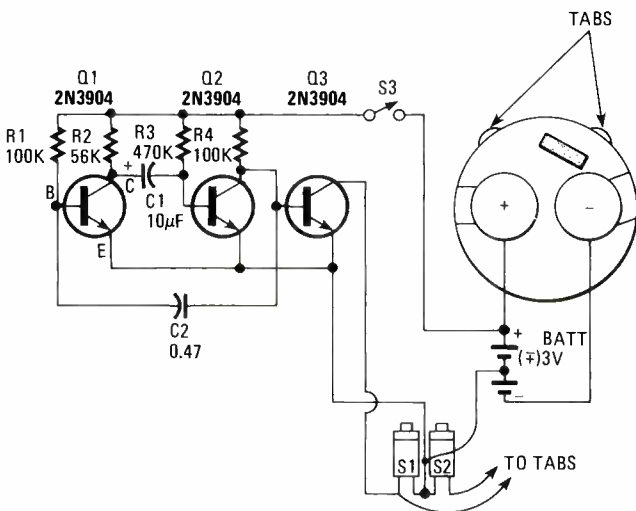 TABS
Q1
2N3904
Q2
2N3904
Q3
2N3904
S3
R1
100K
R2
56K
R3
470K
R4
100K
B
+
C
E
C1
10µF
C2
0.47
+
−
+
BATT
(∓)3V
−
S1
S2
TO TABS